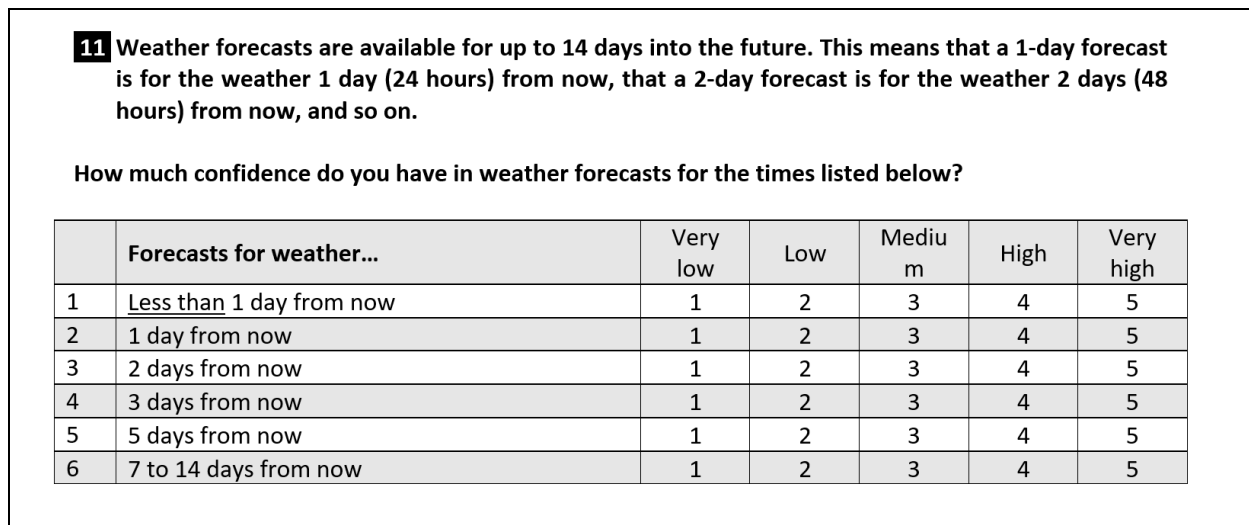 11 Weather forecasts are available for up to 14 days into the future. This means that a 1-day forecast
is for the weather 1 day (24 hours) from now, that a 2-day forecast is for the weather 2 days (48
hours) from now, and so on.
How much confidence do you have in weather forecasts for the times listed below?
Forecasts for weather... Very low Low Mediu m High Very high
1 Less than 1 day from now 1 2 3 4 5
2 1 day from now 1 2 3 4 5
3 2 days from now 1 2 3 4 5
4 3 days from now 1 2 3 4 5
5 5 days from now 1 2 3 4 5
6 7 to 14 days from now 1 2 3 4 5